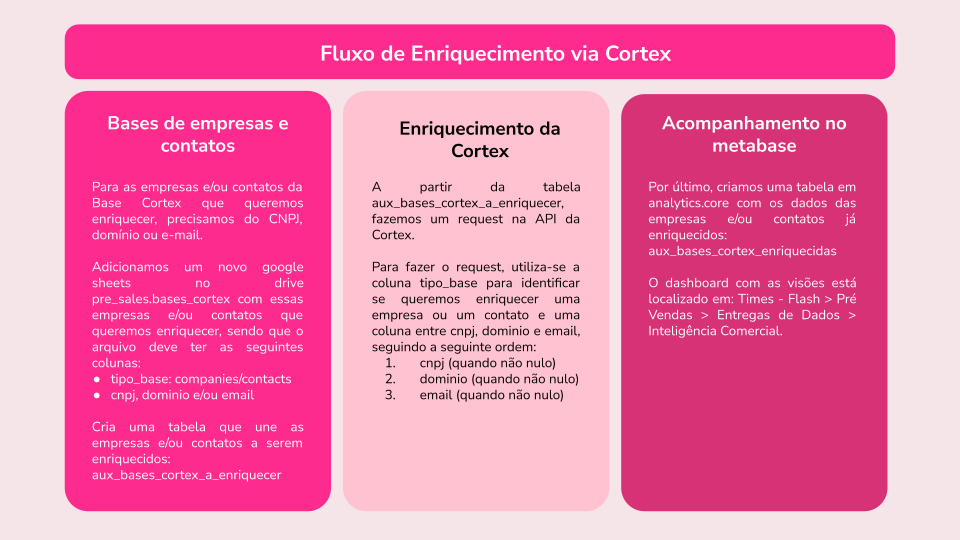 Fluxo de Enriquecimento via Cortex
Bases de empresas e
contatos
Para as empresas e/ou contatos da
Base Cortex que queremos
enriquecer, precisamos do CNPJ,
domínio ou e-mail.
Adicionamos um novo google
sheets no drive
pre_sales.bases_cortex com essas
empresas e/ou contatos que
queremos enriquecer, sendo que o
arquivo deve ter as seguintes
colunas:
● tipo_base: companies/contacts
● cnpj, dominio e/ou email
Cria uma tabela que une as
empresas e/ou contatos a serem
enriquecidos:
aux_bases_cortex_a_enriquecer
Enriquecimento da
Cortex
A partir da tabela
aux_bases_cortex_a_enriquecer,
fazemos um request na API da
Cortex.
Para fazer o request, utiliza-se a
coluna tipo_base para identificar
se queremos enriquecer uma
empresa ou um contato e uma
coluna entre cnpj, dominio e email,
seguindo a seguinte ordem:
1. cnpj (quando não nulo)
2. dominio (quando não nulo)
3. email (quando não nulo)
Acompanhamento no
metabase
Por último, criamos uma tabela em
analytics.core com os dados das
empresas e/ou contatos já
enriquecidos:
aux_bases_cortex_enriquecidas
O dashboard com as visões está
localizado em: Times - Flash > Pré
Vendas > Entregas de Dados >
Inteligência Comercial.